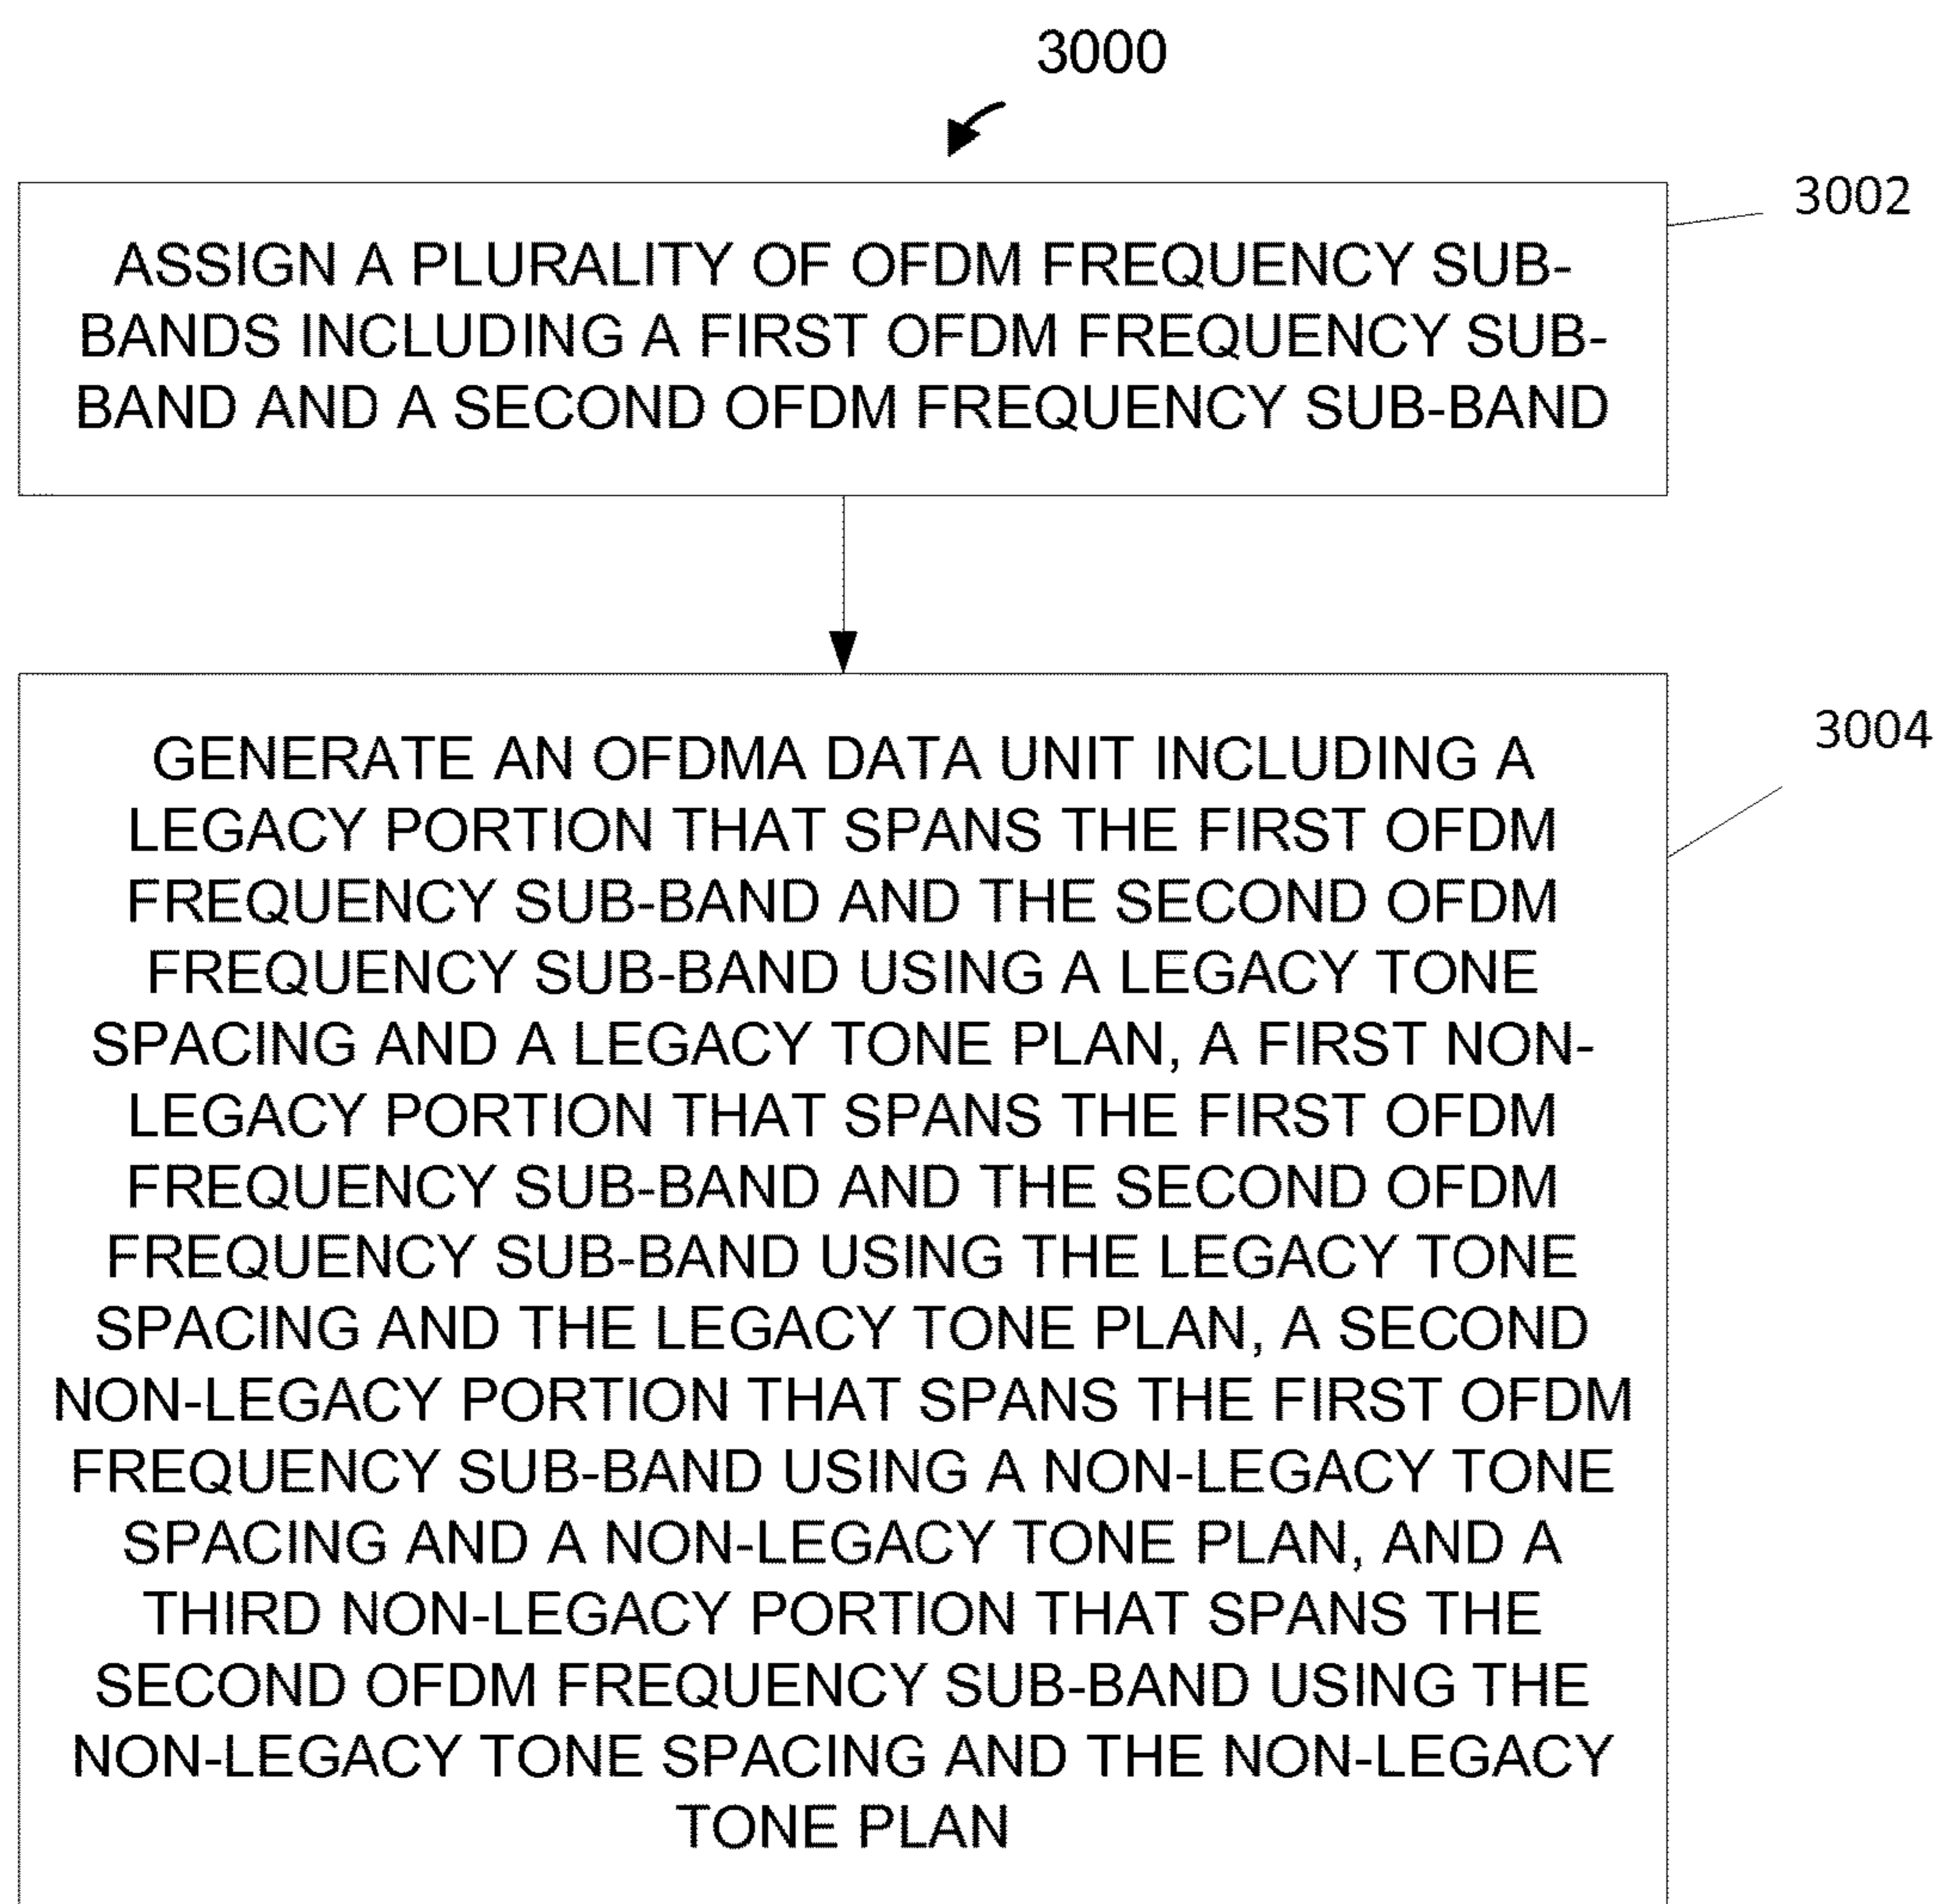 3000
3002
ASSIGN A PLURALITY OF OFDM FREQUENCY SUB-
BANDS INCLUDING A FIRST OFDM FREQUENCY SUB-
BAND AND A SECOND OFDM FREQUENCY SUB-BAND
3004
GENERATE AN OFDMA DATA UNIT INCLUDING A
LEGACY PORTION THAT SPANS THE FIRST OFDM
FREQUENCY SUB-BAND AND THE SECOND OFDM
FREQUENCY SUB-BAND USING A LEGACY TONE
SPACING AND A LEGACY TONE PLAN, A FIRST NON-
LEGACY PORTION THAT SPANS THE FIRST OFDM
FREQUENCY SUB-BAND AND THE SECOND OFDM
FREQUENCY SUB-BAND USING THE LEGACY TONE
SPACING AND THE LEGACY TONE PLAN, A SECOND
NON-LEGACY PORTION THAT SPANS THE FIRST OFDM
FREQUENCY SUB-BAND USING A NON-LEGACY TONE
SPACING AND A NON-LEGACY TONE PLAN, AND A
THIRD NON-LEGACY PORTION THAT SPANS THE
SECOND OFDM FREQUENCY SUB-BAND USING THE
NON-LEGACY TONE SPACING AND THE NON-LEGACY
TONE PLAN